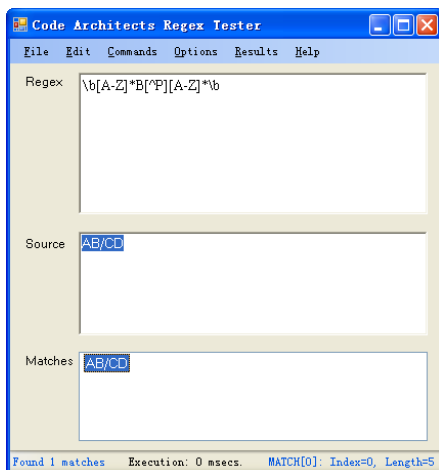 Code Architects Regex Tester
File Edit Commands Options Results Help
Regex
\b[A-Z]*B[^P][A-Z]*\b
Source
AB/CD
Matches
AB/CD
Found 1 matches Execution: 0 msecs. MATCH[0]: Index=0, Length=5